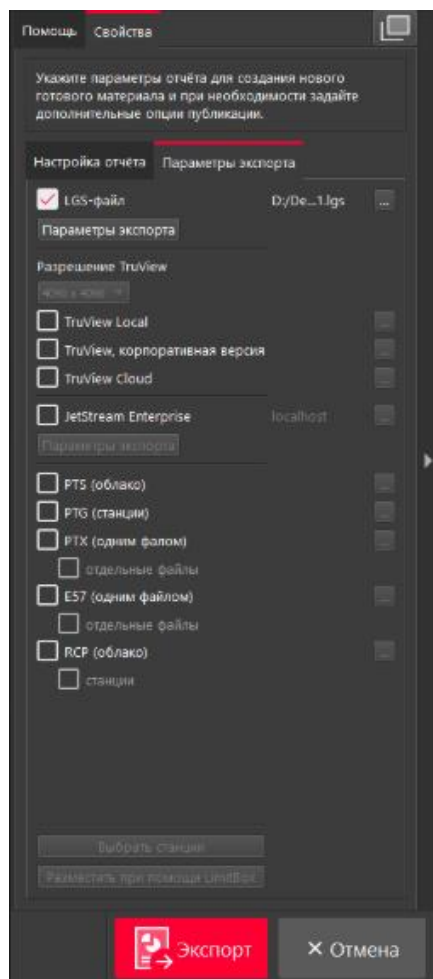 Помощь Свойства
Укажите параметры отчёта для создания нового
готового материала и при необходимости задайте
дополнительные опции публикации.
Настройка отчёта Параметры экспорта
LGS-файл D:/De...1.lgs ...
Параметры экспорта
Разрешение TruView
4096 x 4096
TruView Local ...
TruView, корпоративная версия ...
TruView Cloud ...
JetStream Enterprise localhost ...
Параметры экспорта
PTS (облако) ...
PTG (станции) ...
PTX (одним фалом) ...
отдельные файлы
E57 (одним файлом) ...
отдельные файлы
RCP (облако) ...
станции
Выбрать станции
Разместить при помощи LimitBox
Экспорт × Отмена